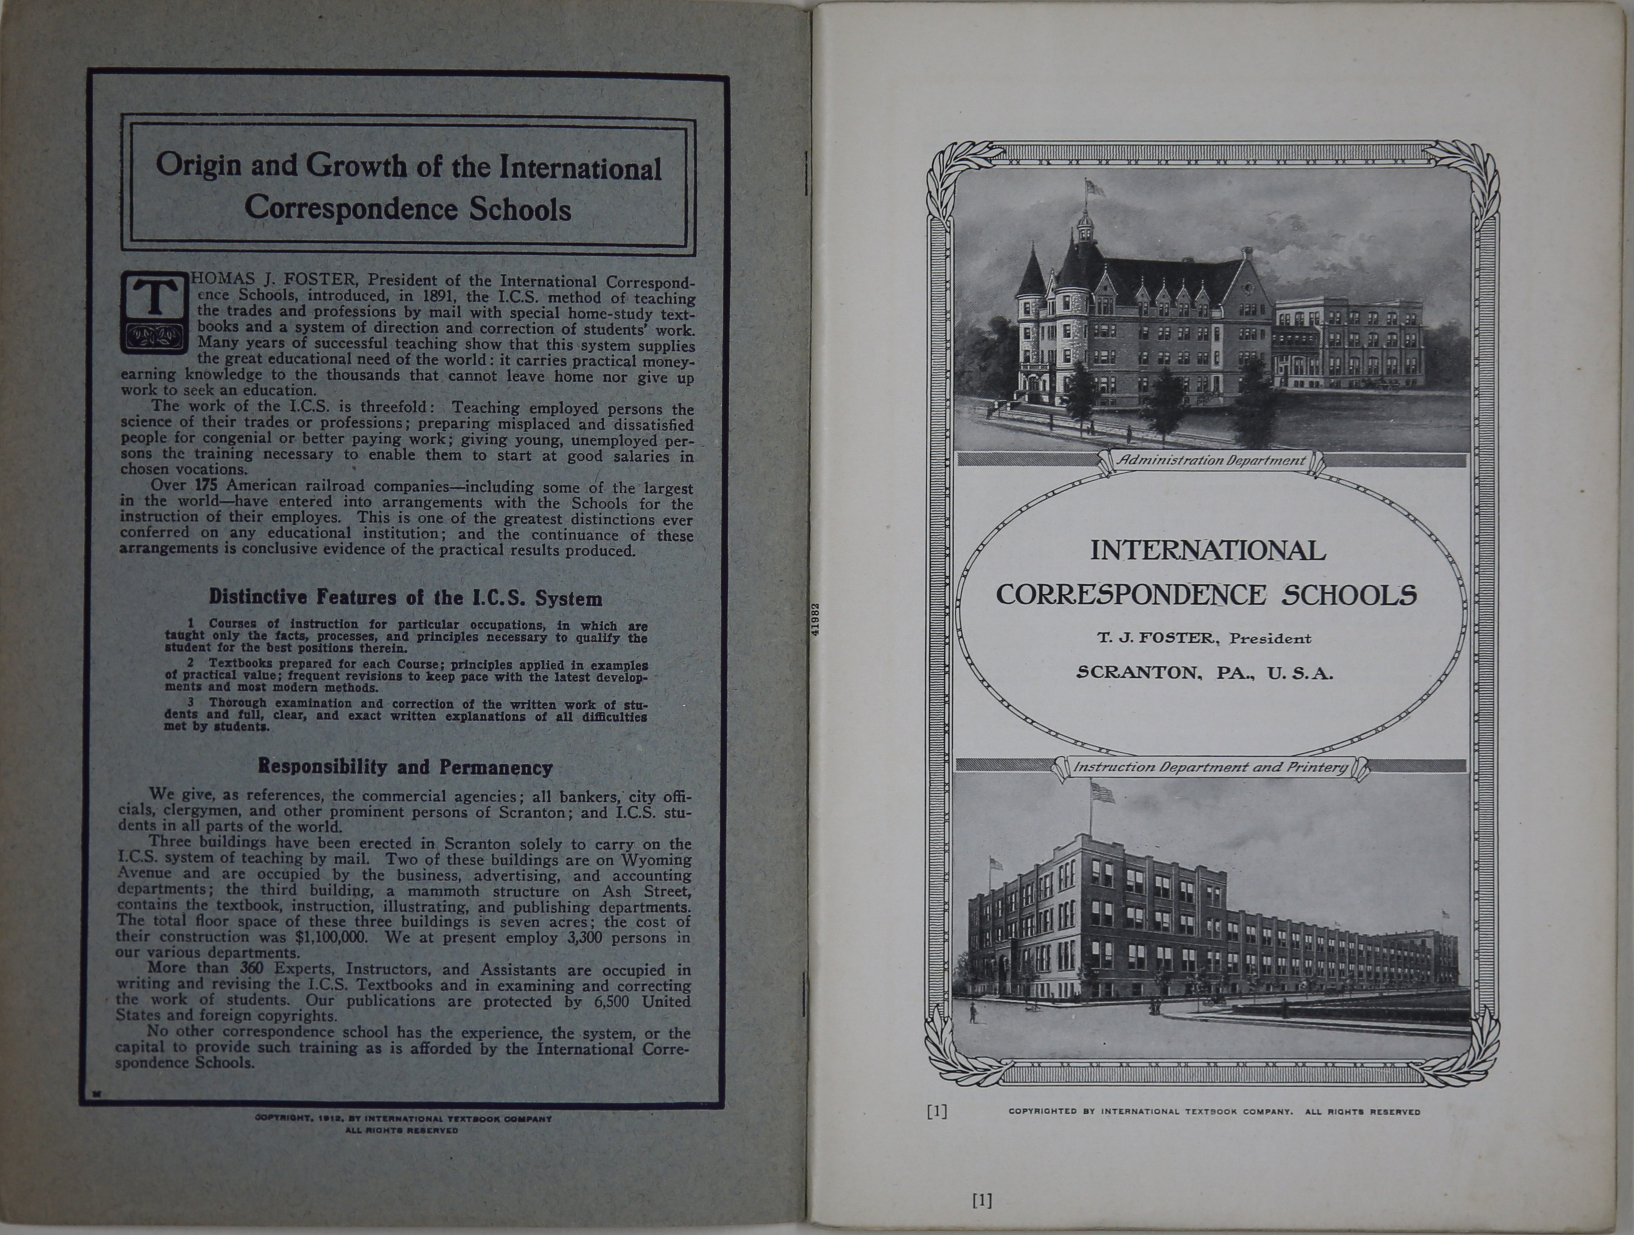 Origin and Growth of the International
Correspondence Schools
THOMAS J. FOSTER, President of the International Correspond-
ence Schools, introduced, in 1891, the I.C.S. method of teaching
the trades and professions by mail with special home-study text-
books and a system of direction and correction of students' work.
Many years of successful teaching show that this system supplies
the great educational need of the world: it carries practical money-
earning knowledge to the thousands that cannot leave home nor give up
work to seek an education.
The work of the I.C.S. is threefold: Teaching employed persons the
science of their trades or professions; preparing misplaced and dissatisfied
people for congenial or better paying work; giving young, unemployed per-
sons the training necessary to enable them to start at good salaries in
chosen vocations.
Over 175 American railroad companies—including some of the largest
in the world—have entered into arrangements with the Schools for the
instruction of their employes. This is one of the greatest distinctions ever
conferred on any educational institution; and the continuance of these
arrangements is conclusive evidence of the practical results produced.
Distinctive Features of the I.C.S. System
1 Courses of instruction for particular occupations, in which are
taught only the facts, processes, and principles necessary to qualify the
student for the best positions therein.
2 Textbooks prepared for each Course; principles applied in examples
of practical value; frequent revisions to keep pace with the latest develop-
ments and most modern methods.
3 Thorough examination and correction of the written work of stu-
dents and full, clear, and exact written explanations of all difficulties
met by students.
Responsibility and Permanency
We give, as references, the commercial agencies; all bankers, city offi-
cials, clergymen, and other prominent persons of Scranton; and I.C.S. stu-
dents in all parts of the world.
Three buildings have been erected in Scranton solely to carry on the
I.C.S. system of teaching by mail. Two of these buildings are on Wyoming
Avenue and are occupied by the business, advertising, and accounting
departments; the third building, a mammoth structure on Ash Street,
contains the textbook, instruction, illustrating, and publishing departments.
The total floor space of these three buildings is seven acres; the cost of
their construction was $1,100,000. We at present employ 3,300 persons in
our various departments.
More than 360 Experts, Instructors, and Assistants are occupied in
writing and revising the I.C.S. Textbooks and in examining and correcting
the work of students. Our publications are protected by 6,500 United
States and foreign copyrights.
No other correspondence school has the experience, the system, or the
capital to provide such training as is afforded by the International Corre-
spondence Schools.
M
COPYRIGHT, 1912, BY INTERNATIONAL TEXTBOOK COMPANY
ALL RIGHTS RESERVED
41982
Administration Department
INTERNATIONAL
CORRESPONDENCE SCHOOLS
T. J. FOSTER, President
SCRANTON, PA., U. S. A.
Instruction Department and Printery
[1] COPYRIGHTED BY INTERNATIONAL TEXTBOOK COMPANY. ALL RIGHTS RESERVED
[1]